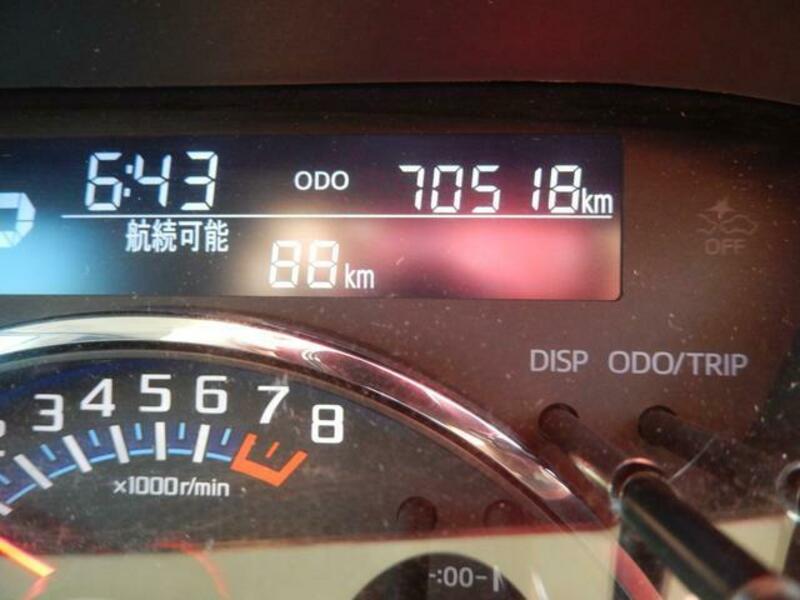 6:43 ODO 70518km
航続可能
88km
OFF
DISP ODO/TRIP
3 4 5 6 7 8
×1000r/min
-:00-